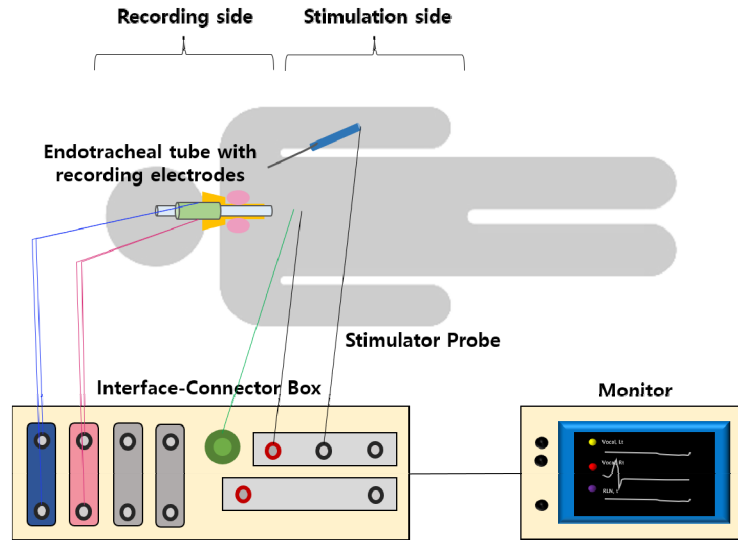 Recording side
Stimulation side
Endotracheal tube with
recording electrodes
Stimulator Probe
Interface-Connector Box
Monitor
Vocal, Lt
Vocal, Rt
RLN,